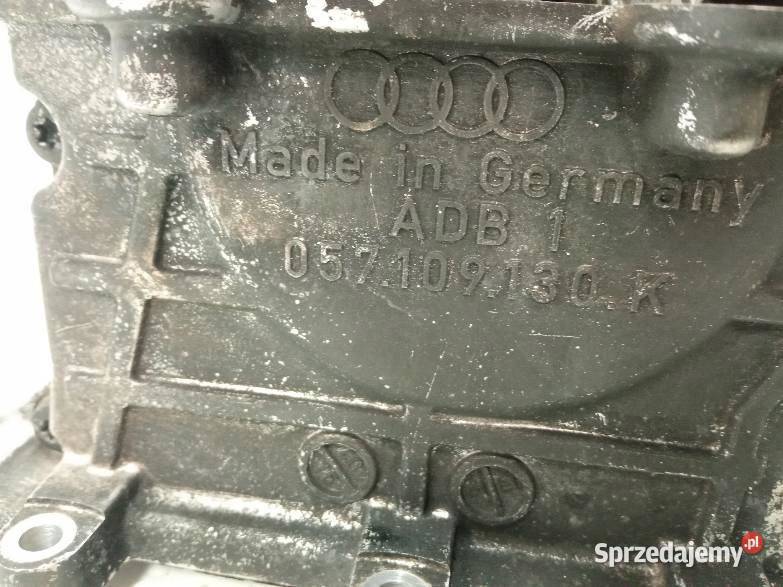 Made in Germany
ADB 1
057.109.130.K
Sprzedajemy.pl